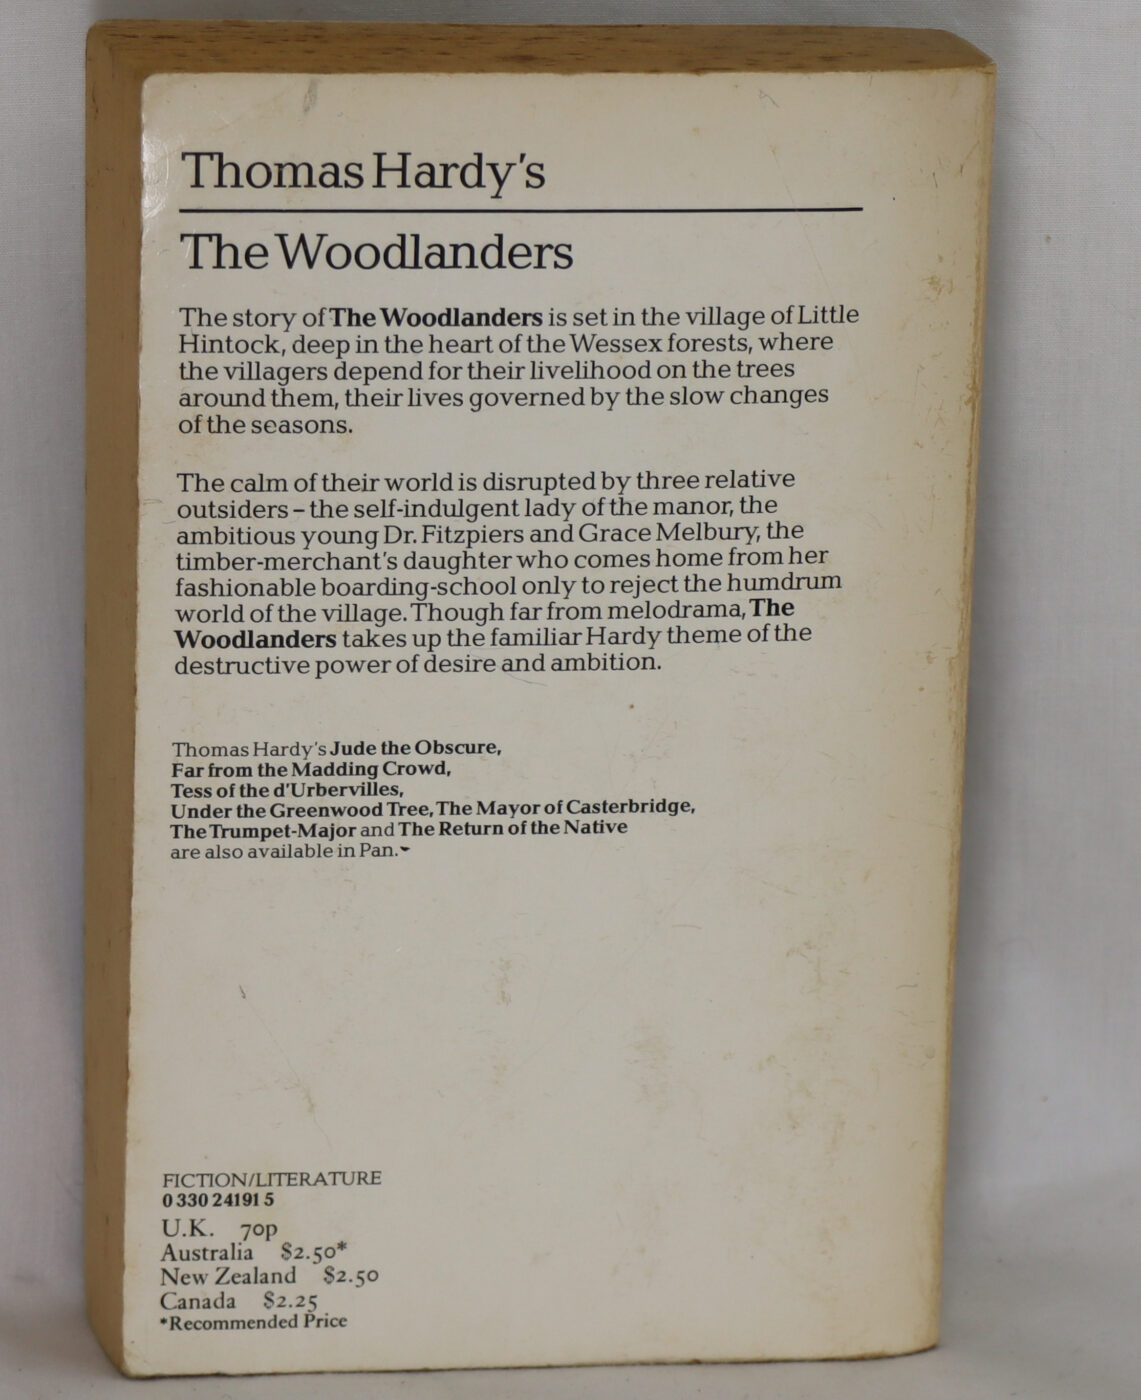 Thomas Hardy's
The Woodlanders
The story of The Woodlanders is set in the village of Little
Hintock, deep in the heart of the Wessex forests, where
the villagers depend for their livelihood on the trees
around them, their lives governed by the slow changes
of the seasons.
The calm of their world is disrupted by three relative
outsiders – the self-indulgent lady of the manor, the
ambitious young Dr. Fitzpiers and Grace Melbury, the
timber-merchant's daughter who comes home from her
fashionable boarding-school only to reject the humdrum
world of the village. Though far from melodrama, The
Woodlanders takes up the familiar Hardy theme of the
destructive power of desire and ambition.
Thomas Hardy's Jude the Obscure,
Far from the Madding Crowd,
Tess of the d'Urbervilles,
Under the Greenwood Tree, The Mayor of Casterbridge,
The Trumpet-Major and The Return of the Native
are also available in Pan.
FICTION/LITERATURE
0 330 24191 5
U.K. 70p
Australia $2.50*
New Zealand $2.50
Canada $2.25
*Recommended Price